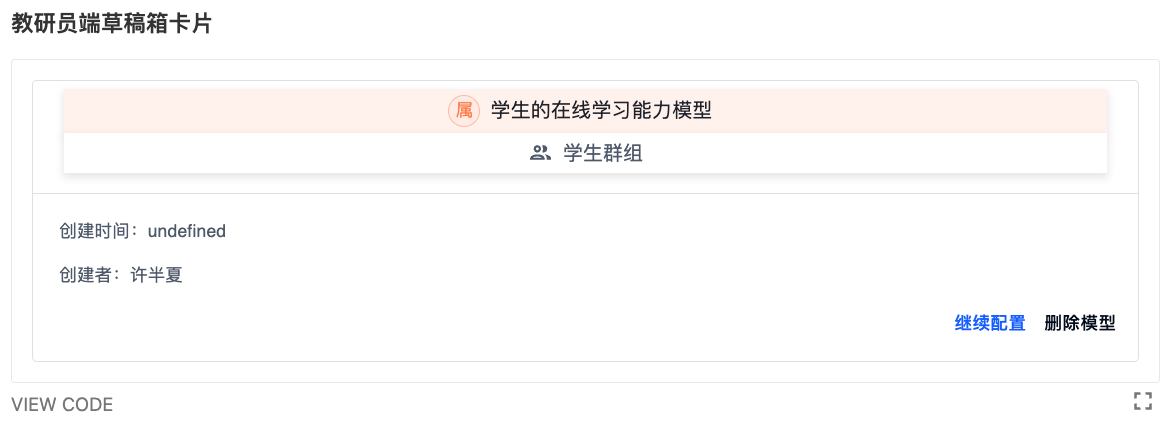 教研员端草稿箱卡片
属 学生的在线学习能力模型
学生群组
创建时间：undefined
创建者：许半夏
继续配置 删除模型
VIEW CODE